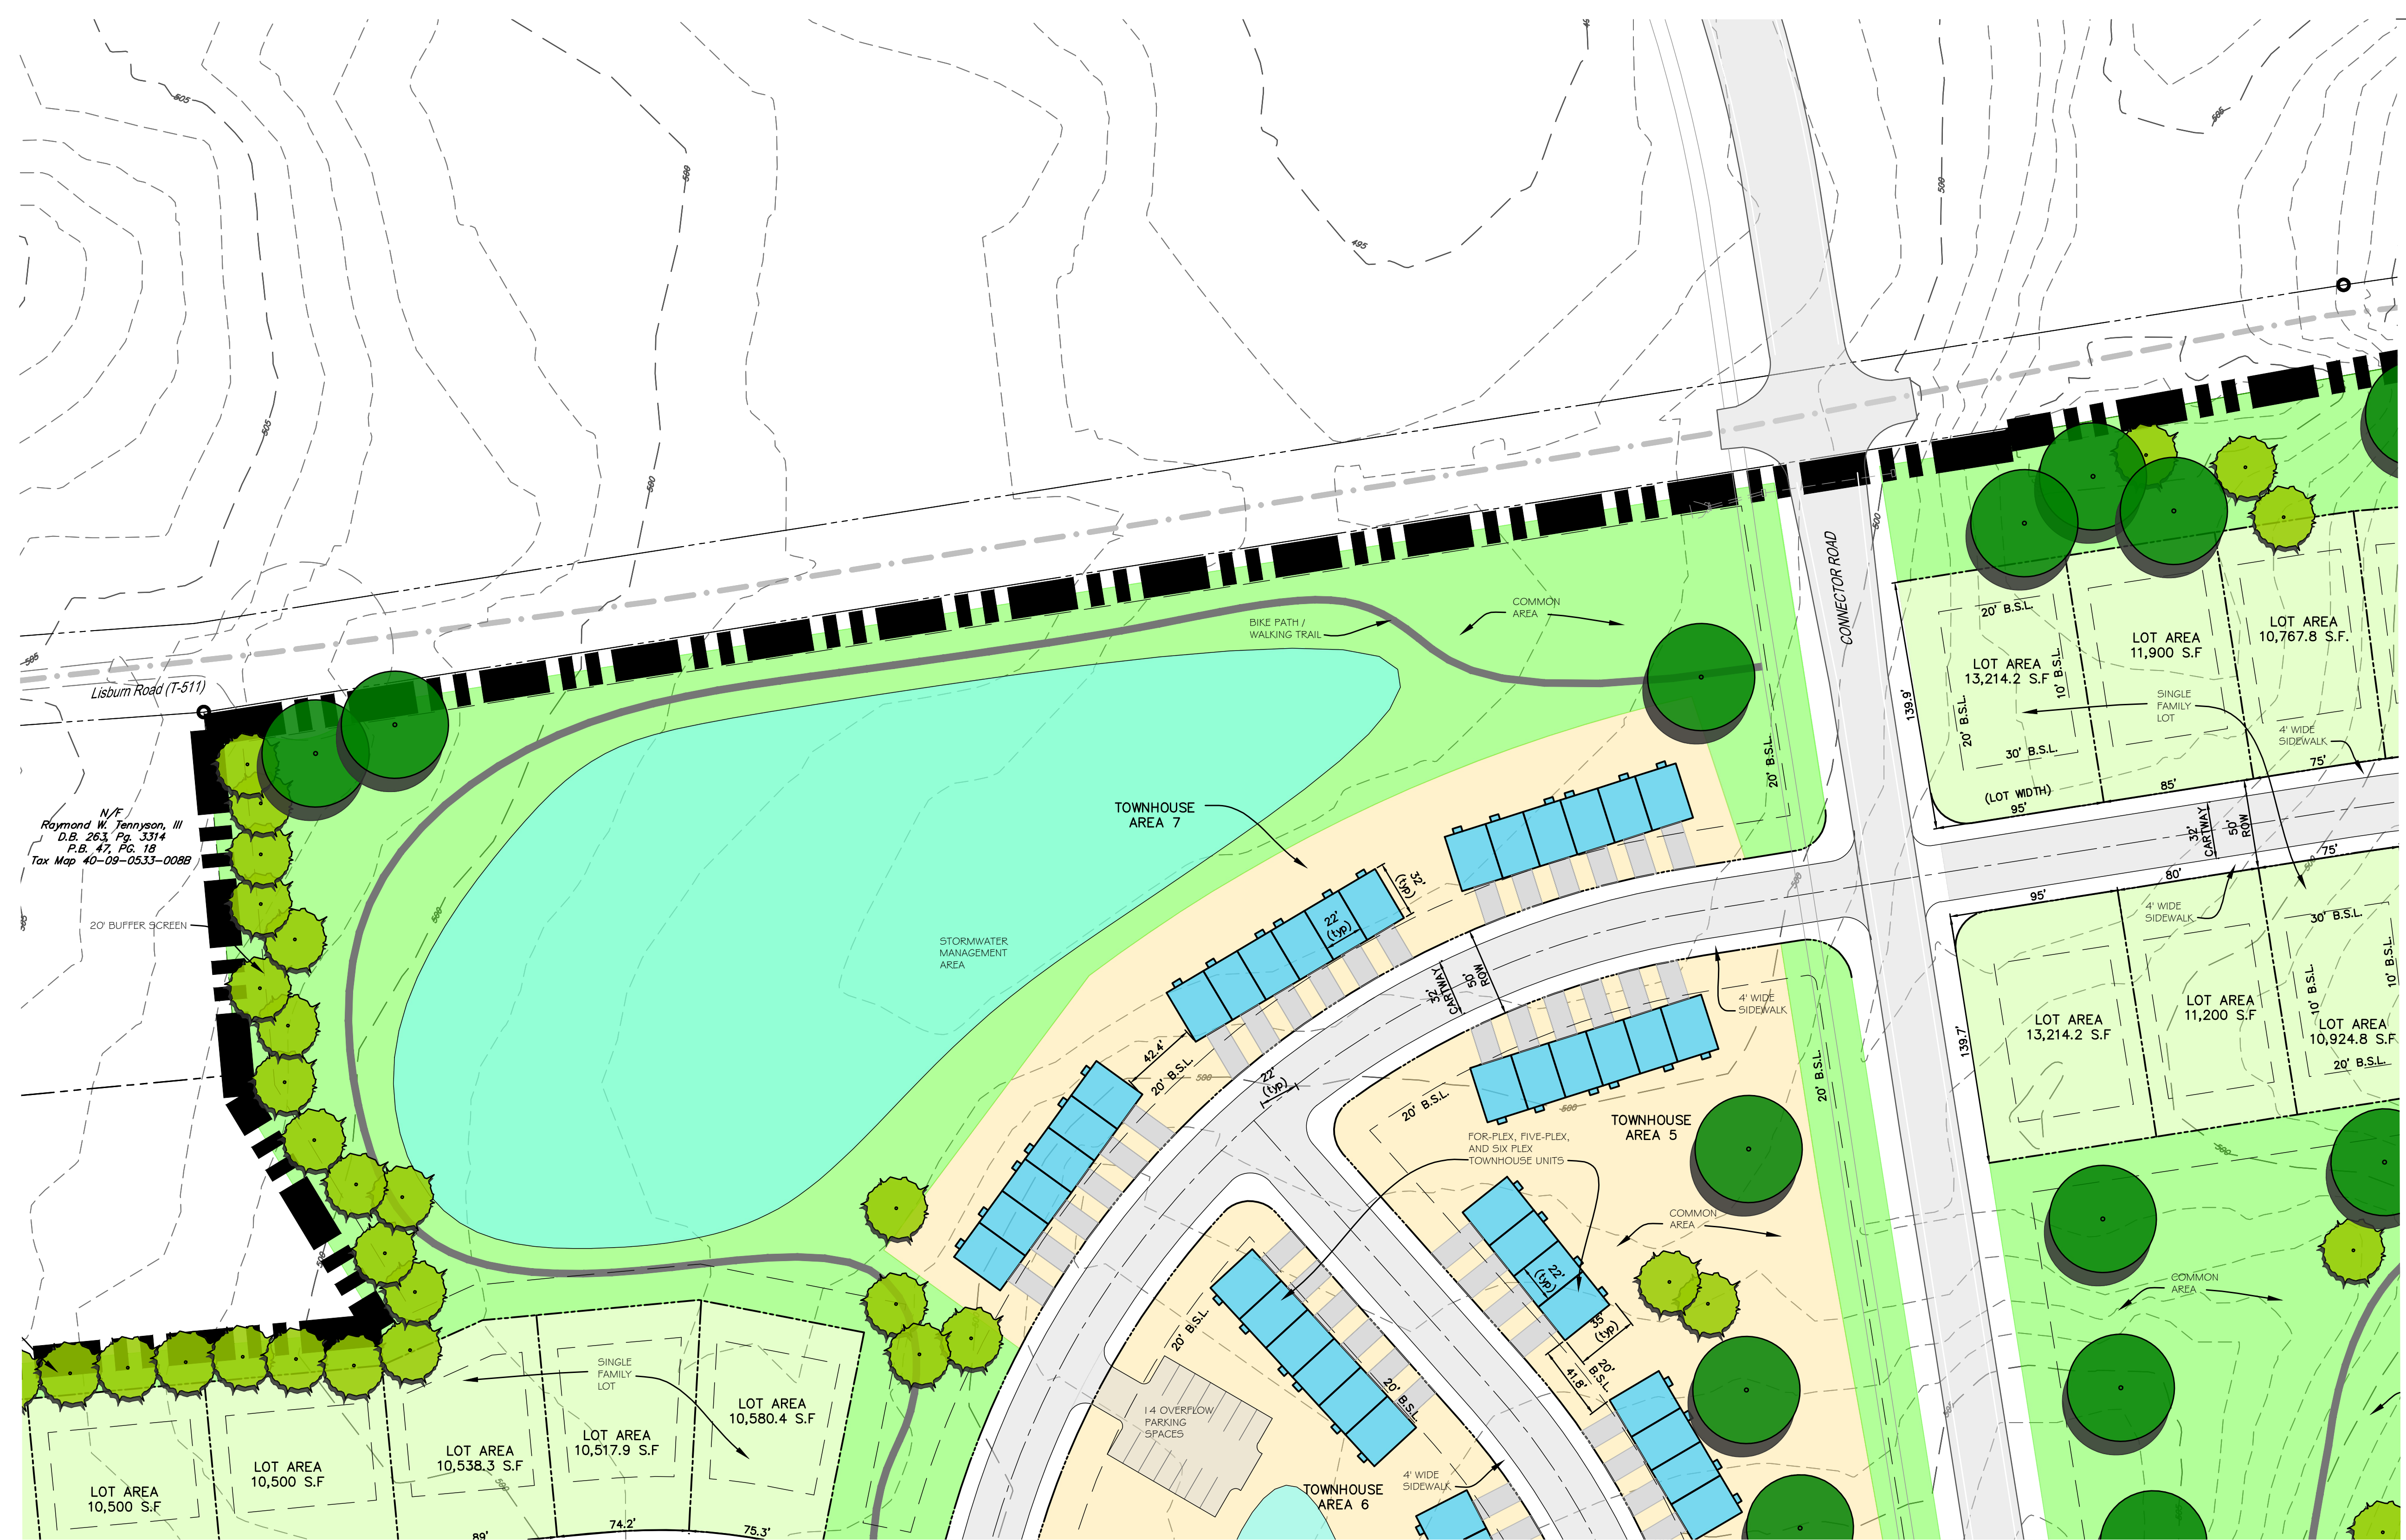 505
500
495
500
505
505
500
505
Lisburn Road (T-511)
N/F
Raymond W. Tennyson, III
D.B. 263, Pg. 3314
P.B. 47, PG. 18
Tax Map 40-09-0533-008B
20' BUFFER SCREEN
505
500
500
BIKE PATH /
WALKING TRAIL
COMMON
AREA
CONNECTOR ROAD
500
20' B.S.L.
TOWNHOUSE
AREA 7
STORMWATER
MANAGEMENT
AREA
32'
(typ)
22'
(typ)
42.4'
20' B.S.L.
500
22'
(typ)
32'
CARTWAY
50'
ROW
4' WIDE
SIDEWALK
500
20' B.S.L.
20' B.S.L.
500
TOWNHOUSE
AREA 5
FOR-PLEX, FIVE-PLEX,
AND SIX PLEX
TOWNHOUSE UNITS
COMMON
AREA
22'
(typ)
35'
(typ)
20'
B.S.L.
41.8'
20' B.S.L.
20' B.S.L.
14 OVERFLOW
PARKING
SPACES
TOWNHOUSE
AREA 6
4' WIDE
SIDEWALK
20' B.S.L.
LOT AREA
13,214.2 S.F
10' B.S.L.
20' B.S.L.
30' B.S.L.
139.9'
LOT AREA
11,900 S.F
LOT AREA
10,767.8 S.F.
SINGLE
FAMILY
LOT
4' WIDE
SIDEWALK
(LOT WIDTH)
95'
85'
75'
32'
CARTWAY
50'
ROW
95'
80'
75'
4' WIDE
SIDEWALK
500
30' B.S.L.
10' B.S.L.
10' B.S.L.
139.7'
LOT AREA
13,214.2 S.F
LOT AREA
11,200 S.F
LOT AREA
10,924.8 S.F
20' B.S.L.
500
COMMON
AREA
500
SINGLE
FAMILY
LOT
LOT AREA
10,500 S.F
LOT AREA
10,500 S.F
LOT AREA
10,538.3 S.F
LOT AREA
10,517.9 S.F
LOT AREA
10,580.4 S.F
500
89'
74.2'
75.3'